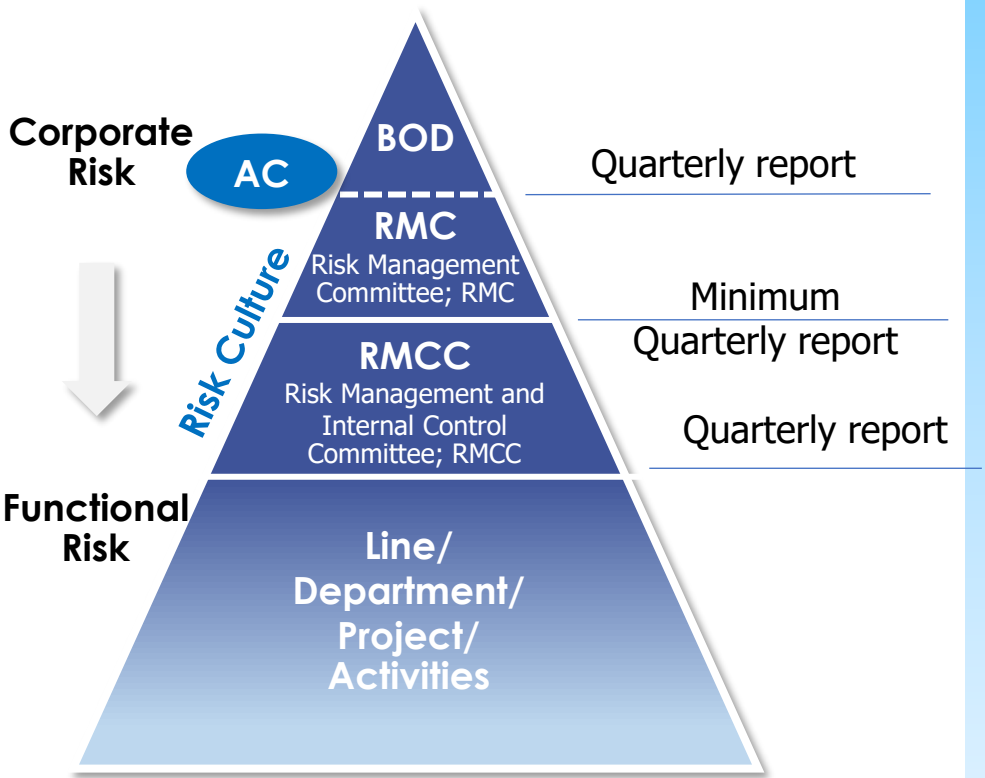 Corporate
Risk
AC
BOD
Quarterly report
RMC
Risk Management
Committee; RMC
Minimum
Quarterly report
Risk Culture
RMCC
Risk Management and
Internal Control
Committee; RMCC
Quarterly report
Functional
Risk
Line/
Department/
Project/
Activities